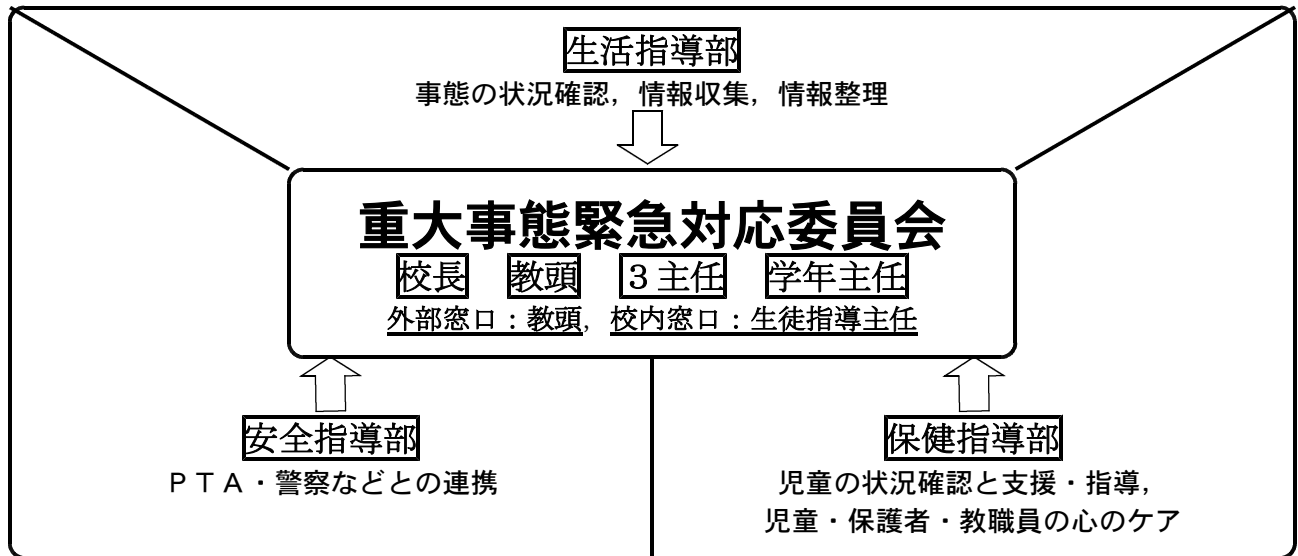 生活指導部
事態の状況確認，情報収集，情報整理
重大事態緊急対応委員会
校長　教頭　３主任　学年主任
外部窓口：教頭，校内窓口：生徒指導主任
安全指導部
ＰＴＡ・警察などとの連携
保健指導部
児童の状況確認と支援・指導，
児童・保護者・教職員の心のケア